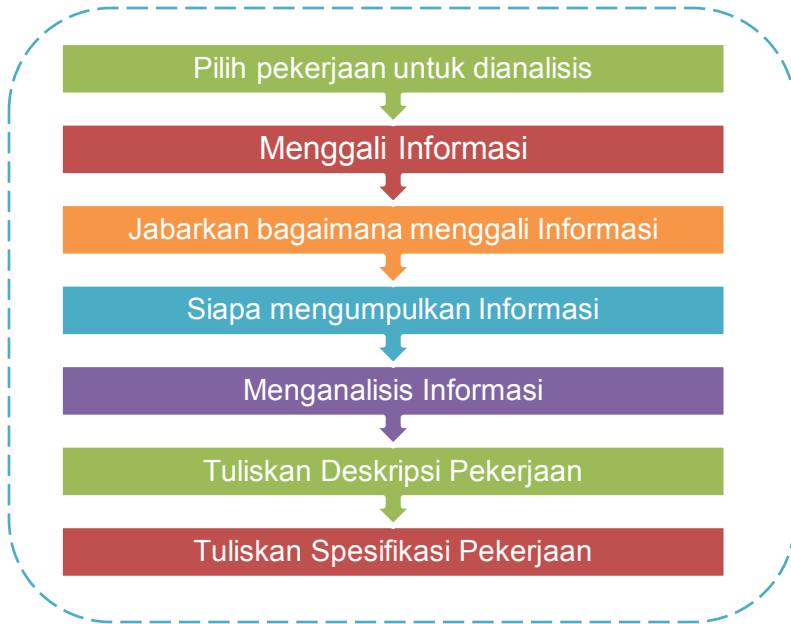 Pilih pekerjaan untuk dianalisis
Menggali Informasi
Jabarkan bagaimana menggali Informasi
Siapa mengumpulkan Informasi
Menganalisis Informasi
Tuliskan Deskripsi Pekerjaan
Tuliskan Spesifikasi Pekerjaan